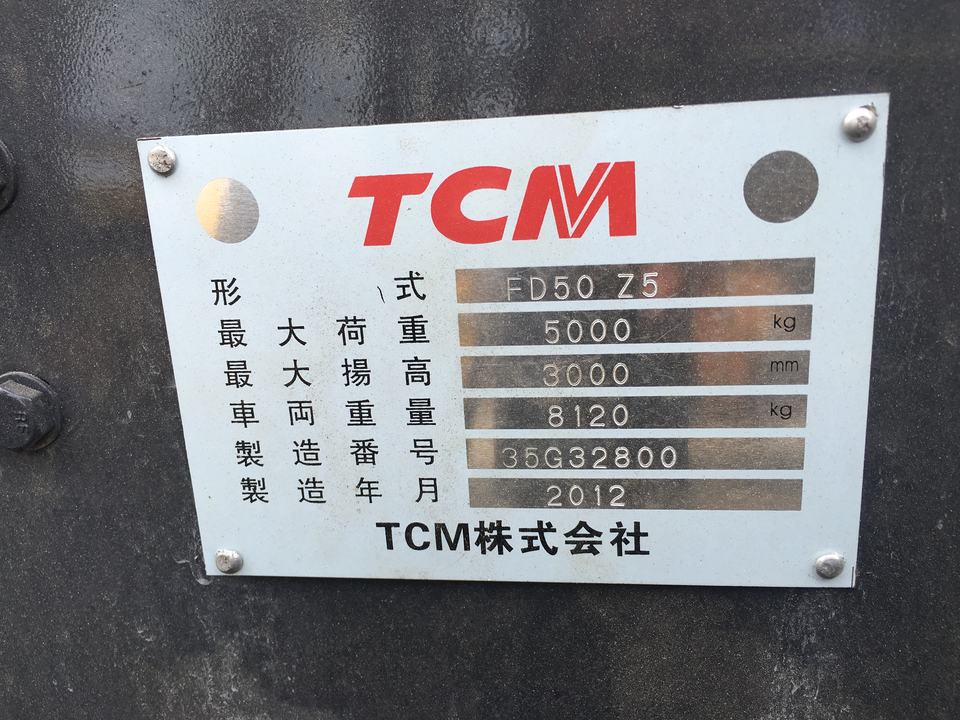 TCM
形式 FD50 Z5
最大荷重 5000 kg
最大揚高 3000 mm
車両重量 8120 kg
製造番号 35G32800
製造年月 2012
TCM株式会社